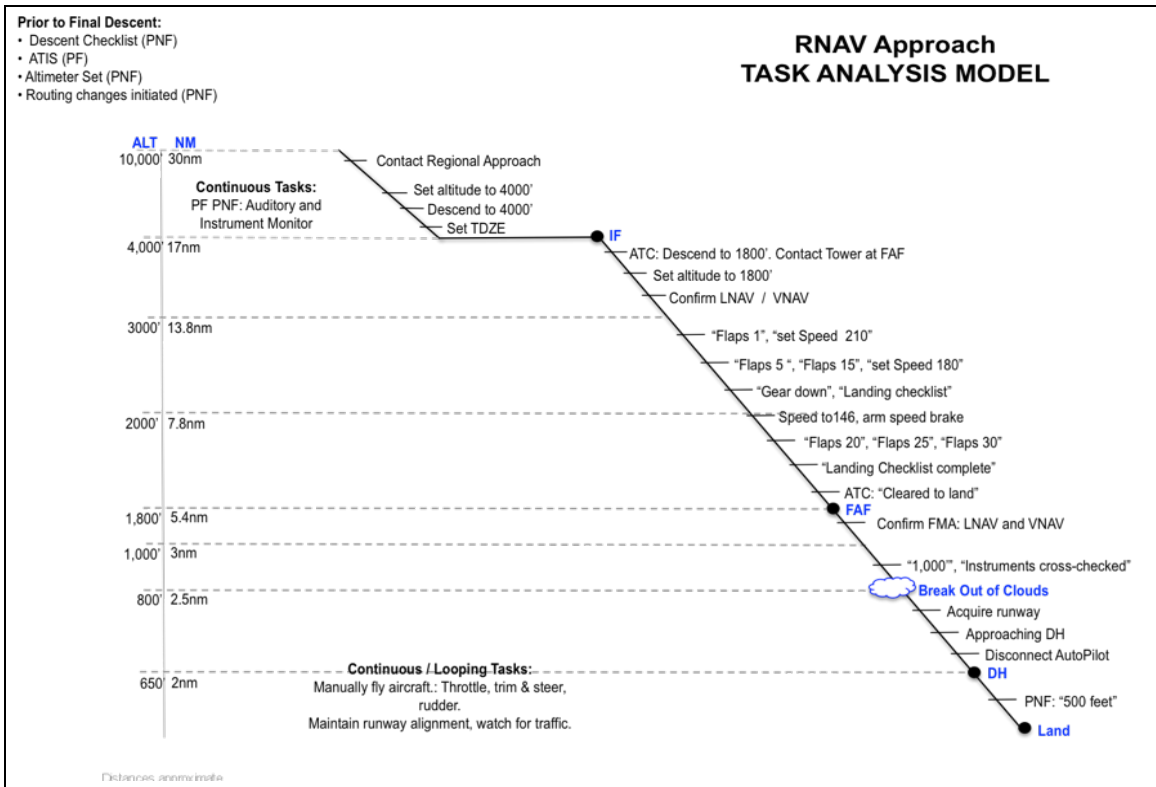 Prior to Final Descent:
• Descent Checklist (PNF)
• ATIS (PF)
• Altimeter Set (PNF)
• Routing changes initiated (PNF)
RNAV Approach
TASK ANALYSIS MODEL
ALT NM
10,000' 30nm
Contact Regional Approach
Continuous Tasks:
PF PNF: Auditory and
Instrument Monitor
Set altitude to 4000'
Descend to 4000'
Set TDZE
4,000' 17nm
IF
ATC: Descend to 1800'. Contact Tower at FAF
Set altitude to 1800'
Confirm LNAV / VNAV
3000' 13.8nm
“Flaps 1”, “set Speed 210”
“Flaps 5 “, “Flaps 15”, “set Speed 180”
“Gear down”, “Landing checklist”
2000' 7.8nm
Speed to146, arm speed brake
“Flaps 20”, “Flaps 25”, “Flaps 30”
“Landing Checklist complete”
ATC: “Cleared to land”
1,800' 5.4nm
FAF
Confirm FMA: LNAV and VNAV
1,000' 3nm
“1,000'”, “Instruments cross-checked”
800' 2.5nm
Break Out of Clouds
Acquire runway
Approaching DH
Disconnect AutoPilot
650' 2nm
DH
Continuous / Looping Tasks:
Manually fly aircraft.: Throttle, trim & steer,
rudder.
Maintain runway alignment, watch for traffic.
PNF: “500 feet”
Land
Distances approximate